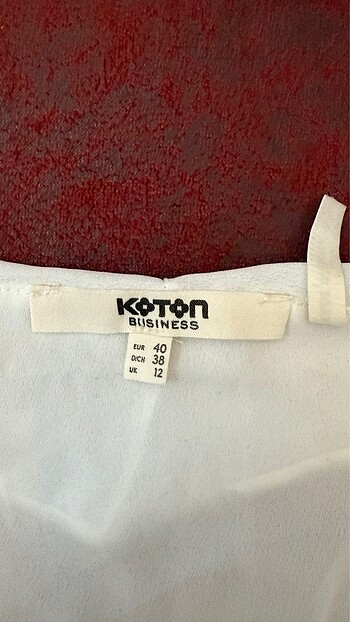 KOTON
BUSINESS
EUR 40
D/CH 38
UK 12